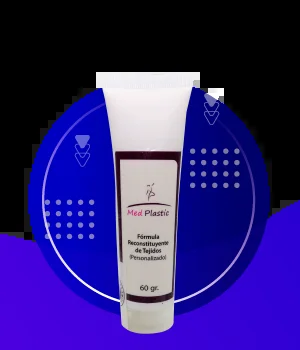 Med Plastic
Fórmula
Reconstituyente
de Tejidos
(Personalizado)
60 gr.